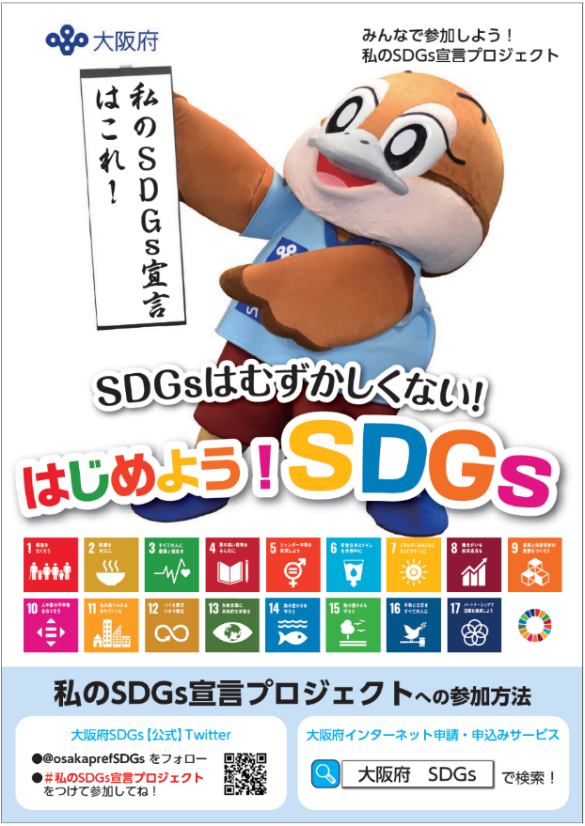 大阪府
みんなで参加しよう！
私のSDGs宣言プロジェクト
私のSDGs宣言
はこれ！
SDGsはむずかしくない！
はじめよう！SDGs
1 貧困を
なくそう
2 飢餓を
ゼロに
3 すべての人に
健康と福祉を
4 質の高い教育を
みんなに
5 ジェンダー平等を
実現しよう
6 安全な水とトイレ
を世界中に
7 エネルギーをみんなに
そしてクリーンに
8 働きがいも
経済成長も
9 産業と技術革新の
基盤をつくろう
10 人や国の不平等
をなくそう
11 住み続けられる
まちづくりを
12 つくる責任
つかう責任
13 気候変動に
具体的な対策を
14 海の豊かさを
守ろう
15 陸の豊かさも
守ろう
16 平和と公正を
すべての人に
17 パートナーシップで
目標を達成しよう
私のSDGs宣言プロジェクトへの参加方法
大阪府SDGs【公式】Twitter
●@osakaprefSDGs をフォロー
●＃私のSDGs宣言プロジェクト
をつけて参加してね！
大阪府インターネット申請・申込みサービス
大阪府　SDGs で検索！